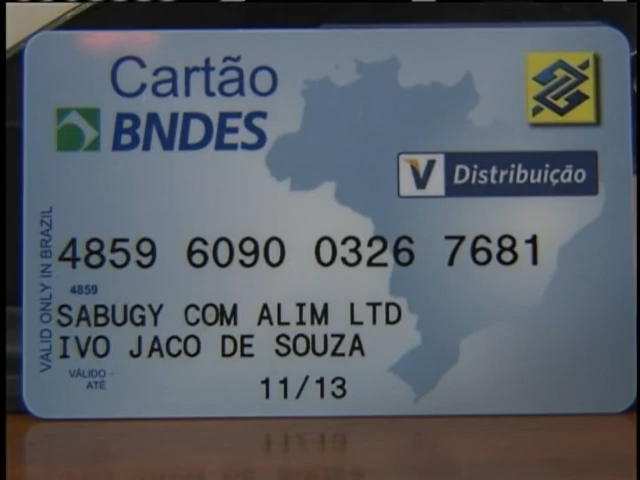 Cartão
BNDES
V Distribuição
4859 6090 0326 7681
4859
SABUGY COM ALIM LTD
IVO JACO DE SOUZA
VÁLIDO -
ATÉ
11/13
VALID ONLY IN BRAZIL